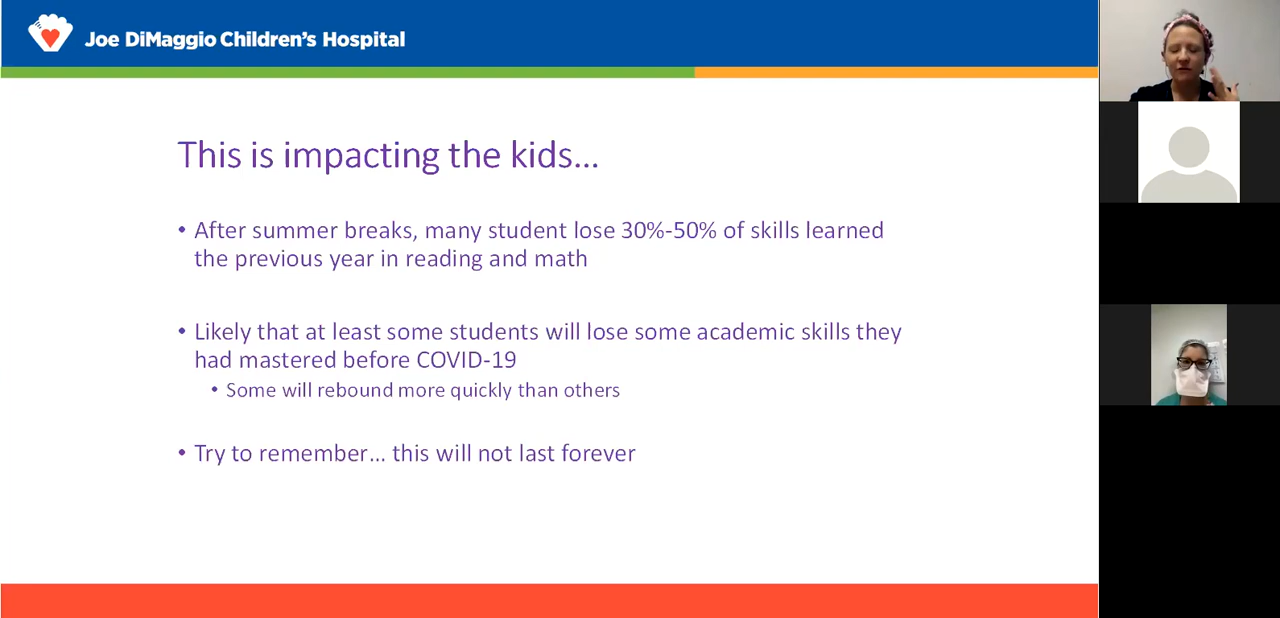 Joe DiMaggio Children's Hospital
This is impacting the kids...
• After summer breaks, many student lose 30%-50% of skills learned
the previous year in reading and math
• Likely that at least some students will lose some academic skills they
had mastered before COVID-19
• Some will rebound more quickly than others
• Try to remember... this will not last forever